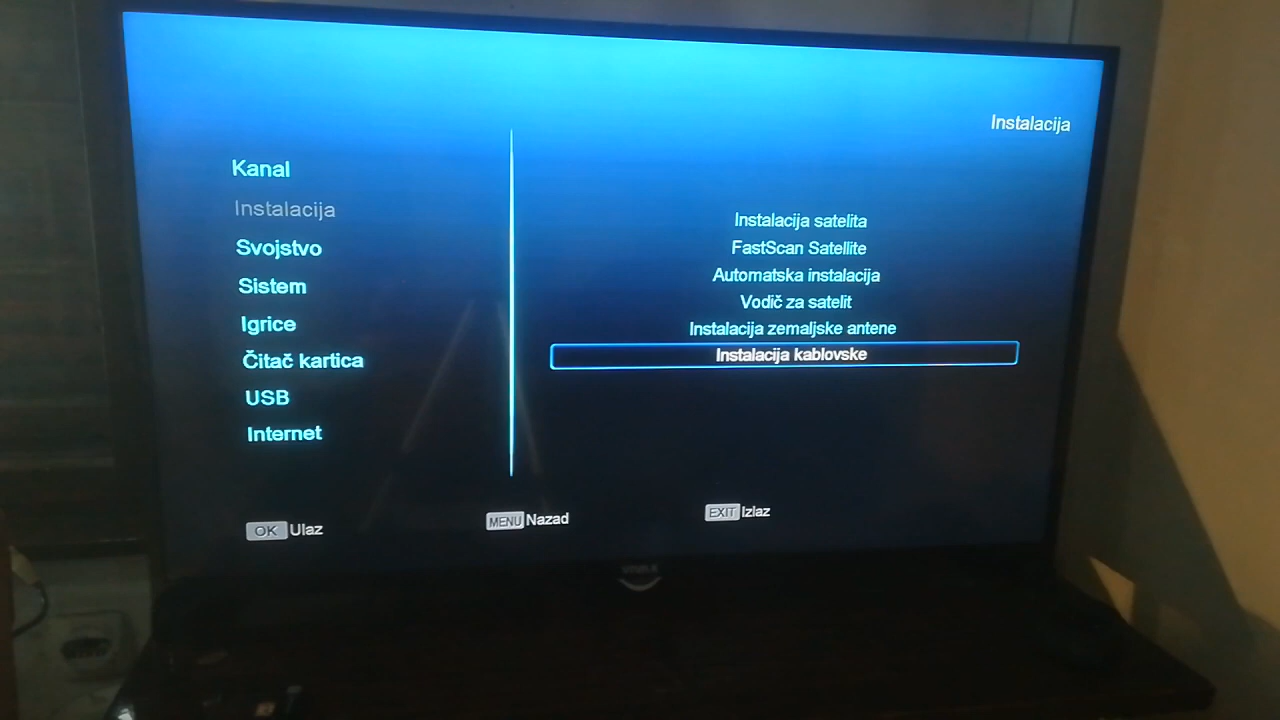 Instalacija
Kanal
Instalacija
Svojstvo
Sistem
Igrice
Čitač kartica
USB
Internet
Instalacija satelita
FastScan Satellite
Automatska instalacija
Vodič za satelit
Instalacija zemaljske antene
Instalacija kablovske
OK Ulaz
MENU Nazad
EXIT Izlaz
VIVAX